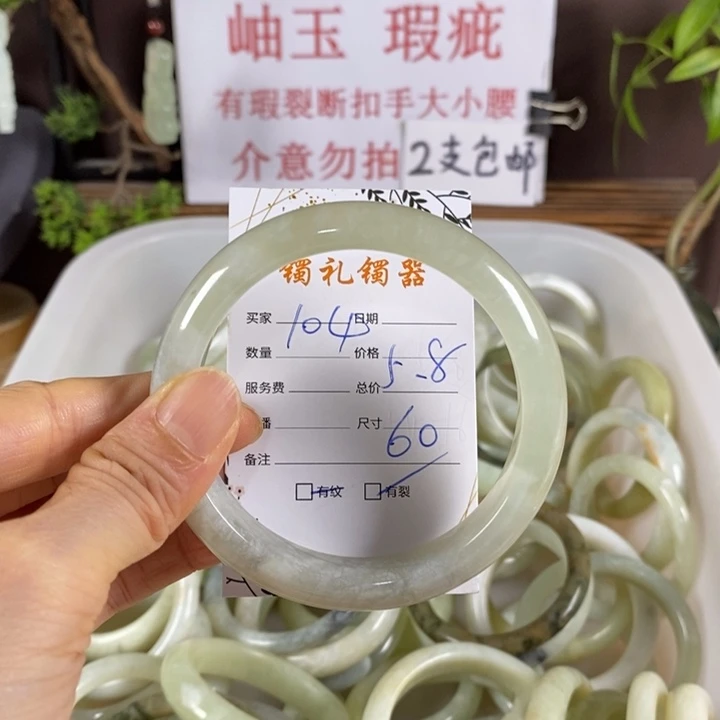 岫玉 瑕疵
有瑕裂断扣手大小腰
介意勿拍 2支包邮
镯礼镯器
买家 104 日期
数量 价格 5.8
服务费 总价
播 尺寸 60
备注
有纹 有裂